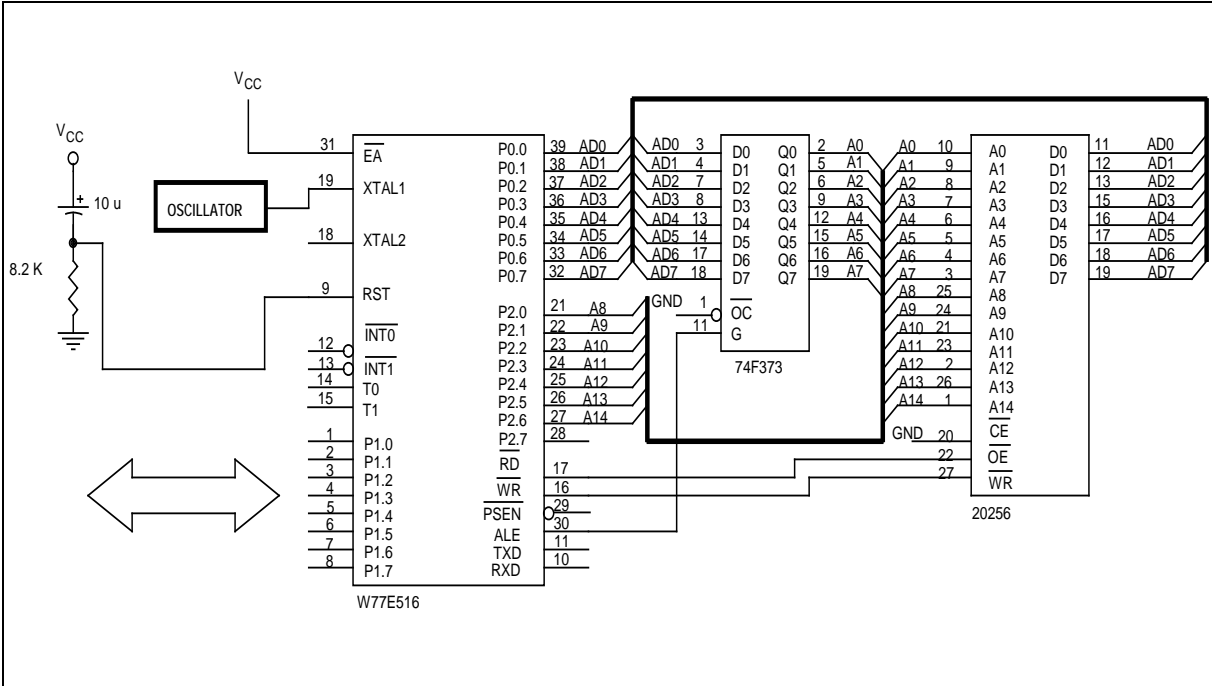 VCC
VCC
10 u
8.2 K
OSCILLATOR
31 EA
19 XTAL1
18 XTAL2
9 RST
12 INT0
13 INT1
14 T0
15 T1
1 P1.0
2 P1.1
3 P1.2
4 P1.3
5 P1.4
6 P1.5
7 P1.6
8 P1.7
P0.0 39 AD0
P0.1 38 AD1
P0.2 37 AD2
P0.3 36 AD3
P0.4 35 AD4
P0.5 34 AD5
P0.6 33 AD6
P0.7 32 AD7
P2.0 21 A8
P2.1 22 A9
P2.2 23 A10
P2.3 24 A11
P2.4 25 A12
P2.5 26 A13
P2.6 27 A14
P2.7 28
RD 17
WR 16
PSEN 29
ALE 30
TXD 11
RXD 10
W77E516
AD0 3 D0 Q0 2 A0
AD1 4 D1 Q1 5 A1
AD2 7 D2 Q2 6 A2
AD3 8 D3 Q3 9 A3
AD4 13 D4 Q4 12 A4
AD5 14 D5 Q5 15 A5
AD6 17 D6 Q6 16 A6
AD7 18 D7 Q7 19 A7
GND 1 OC
11 G
74F373
A0 10 A0 D0 11 AD0
A1 9 A1 D1 12 AD1
A2 8 A2 D2 13 AD2
A3 7 A3 D3 15 AD3
A4 6 A4 D4 16 AD4
A5 5 A5 D5 17 AD5
A6 4 A6 D6 18 AD6
A7 3 A7 D7 19 AD7
A8 25 A8
A9 24 A9
A10 21 A10
A11 23 A11
A12 2 A12
A13 26 A13
A14 1 A14
GND 20 CE
22 OE
27 WR
20256